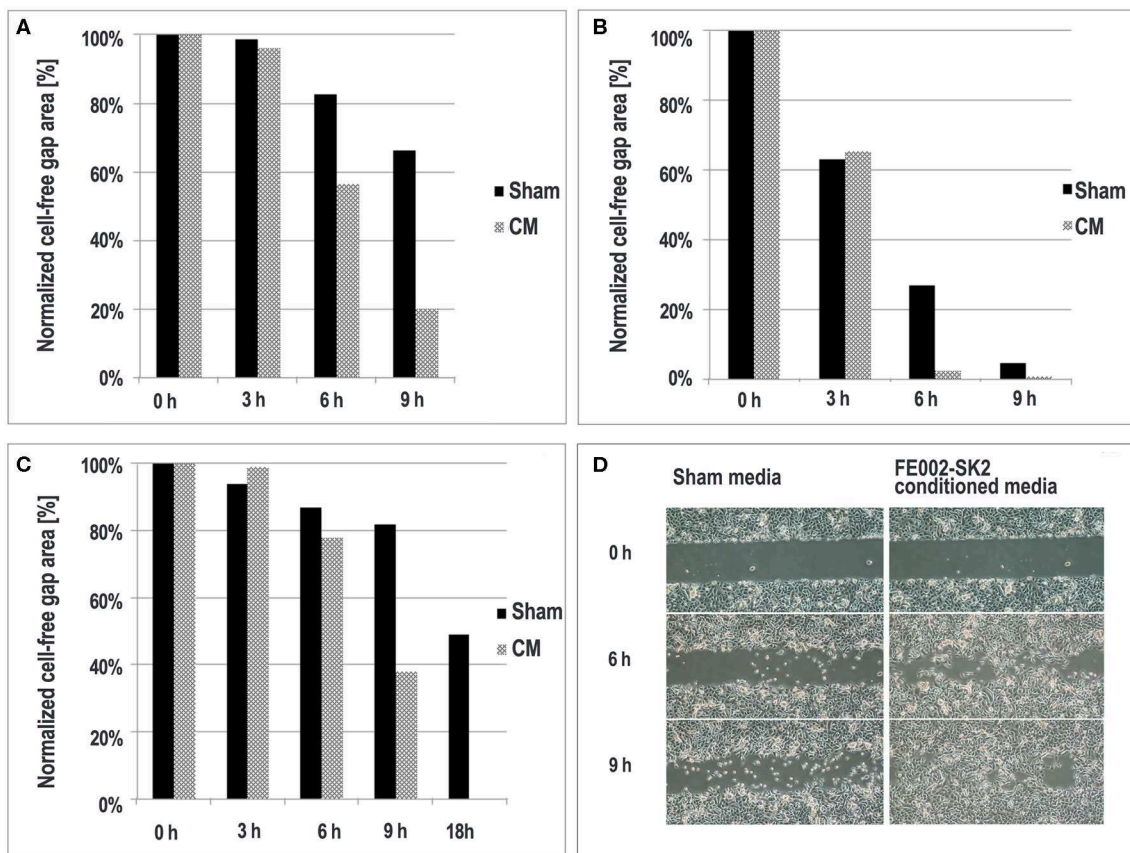 A
Normalized cell-free gap area [%]
100%
80%
60%
40%
20%
0%
0 h 3 h 6 h 9 h
Sham
CM
B
Normalized cell-free gap area [%]
100%
80%
60%
40%
20%
0%
0 h 3 h 6 h 9 h
Sham
CM
C
Normalized cell-free gap area [%]
100%
80%
60%
40%
20%
0%
0 h 3 h 6 h 9 h 18h
Sham
CM
D
Sham media
FE002-SK2
conditioned media
0 h
6 h
9 h